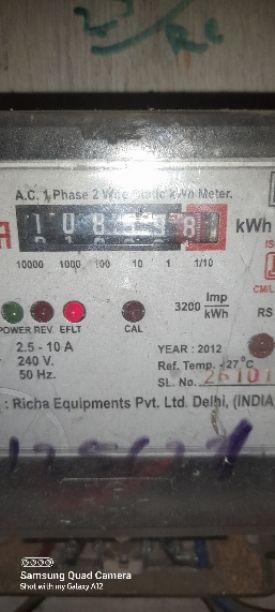 A.C. 1 Phase 2 Wire Static kWh Meter.
kWh
10000 1000 100 10 1 1/10
3200 Imp/kWh
POWER REV. EFLT CAL
RS
2.5 - 10 A
240 V.
50 Hz.
YEAR : 2012
Ref. Temp. - 27°C
SL. No. 26101
: Richa Equipments Pvt. Ltd. Delhi, (INDIA
Samsung Quad Camera
Shot with my Galaxy A12